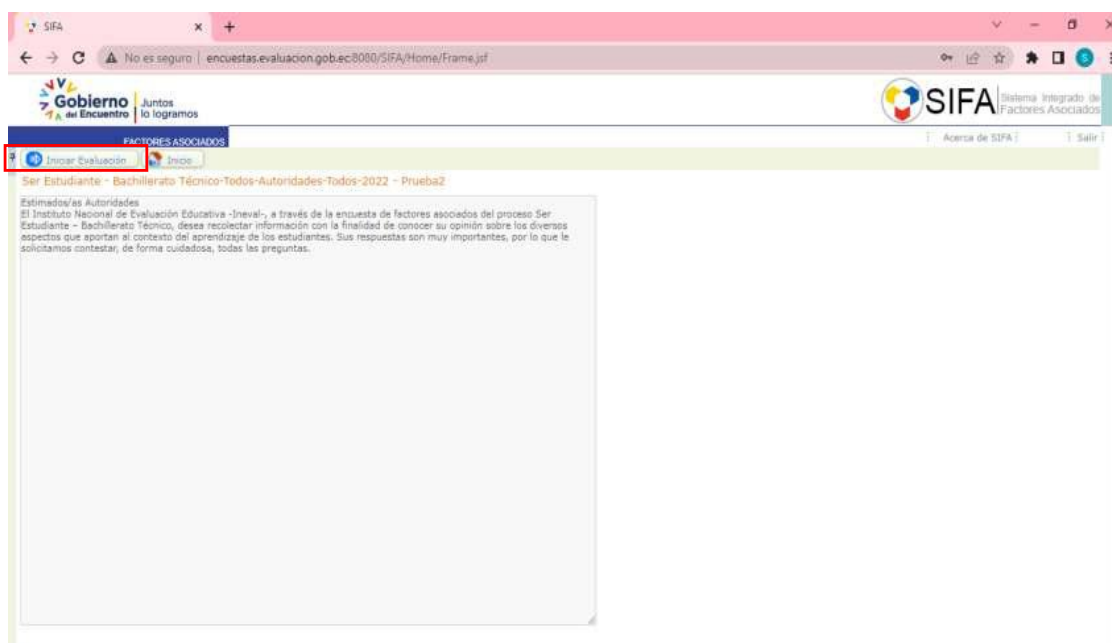 SIFA
No es seguro | encuestas.evaluacion.gob.ec:8080/SIFA/Home/Frame.jsf
S
Gobierno del Encuentro | Juntos lo logramos
SIFA Sistema Integrado de Factores Asociados
FACTORES ASOCIADOS
Acerca de SIFA
Salir
Iniciar Evaluación
Inicio
Ser Estudiante - Bachillerato Técnico-Todos-Autoridades-Todos-2022 - Prueba2
Estimados/as Autoridades
El Instituto Nacional de Evaluación Educativa -Ineval-, a través de la encuesta de factores asociados del proceso Ser
Estudiante – Bachillerato Técnico, desea recolectar información con la finalidad de conocer su opinión sobre los diversos
aspectos que aportan al contexto del aprendizaje de los estudiantes. Sus respuestas son muy importantes, por lo que le
solicitamos contestar, de forma cuidadosa, todas las preguntas.